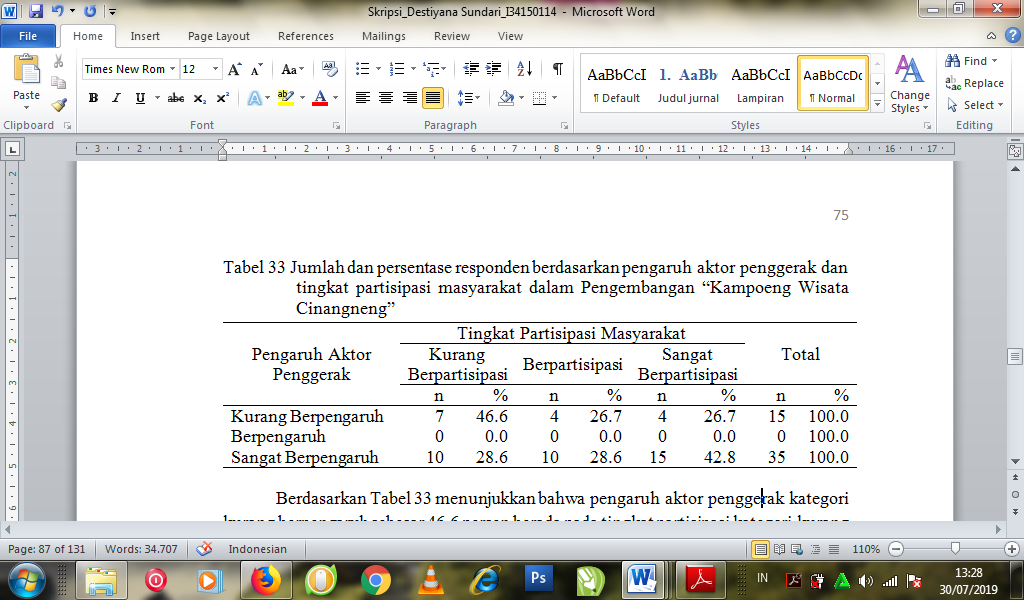 Skripsi_Destiyana Sundari_I34150114 - Microsoft Word
File Home Insert Page Layout References Mailings Review View
Paste
Clipboard
Times New Rom 12
Font
Paragraph
AaBbCcI AaBb AaBbCcI AaBbCcDc
¶ Default 1. Judul jurnal Lampiran ¶ Normal
Styles
Change Styles
Find
Replace
Select
Editing
75
Tabel 33 Jumlah dan persentase responden berdasarkan pengaruh aktor penggerak dan
tingkat partisipasi masyarakat dalam Pengembangan “Kampoeng Wisata
Cinangneng”
Pengaruh Aktor Penggerak
Tingkat Partisipasi Masyarakat
Kurang Berpartisipasi Berpartisipasi Sangat Berpartisipasi Total
n % n % n % n %
Kurang Berpengaruh 7 46.6 4 26.7 4 26.7 15 100.0
Berpengaruh 0 0.0 0 0.0 0 0.0 0 100.0
Sangat Berpengaruh 10 28.6 10 28.6 15 42.8 35 100.0
Berdasarkan Tabel 33 menunjukkan bahwa pengaruh aktor penggerak kategori
Page: 87 of 131 Words: 34.707 Indonesian 110%
IN
13:28
30/07/2019